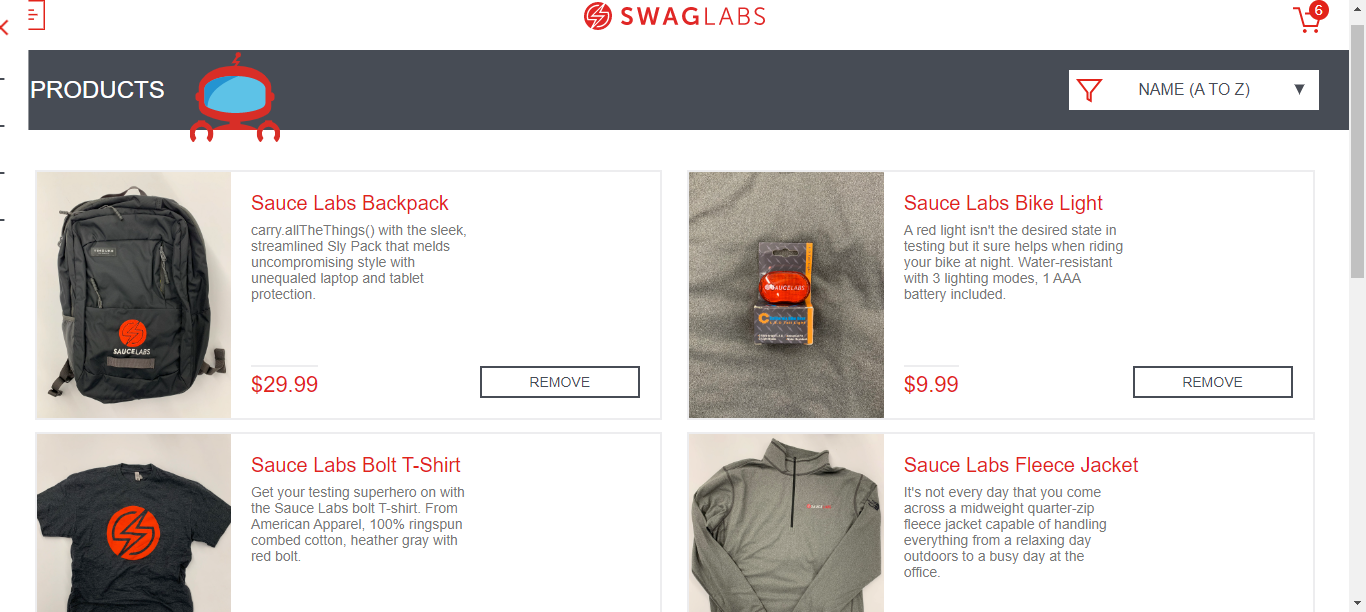 SWAGLABS
6
PRODUCTS
NAME (A TO Z)
Sauce Labs Backpack
carry.allTheThings() with the sleek,
streamlined Sly Pack that melds
uncompromising style with
unequaled laptop and tablet
protection.
$29.99
REMOVE
SAUCELABS
Sauce Labs Bike Light
A red light isn't the desired state in
testing but it sure helps when riding
your bike at night. Water-resistant
with 3 lighting modes, 1 AAA
battery included.
$9.99
REMOVE
SAUCELABS
Sauce Labs Bolt T-Shirt
Get your testing superhero on with
the Sauce Labs bolt T-shirt. From
American Apparel, 100% ringspun
combed cotton, heather gray with
red bolt.
Sauce Labs Fleece Jacket
It's not every day that you come
across a midweight quarter-zip
fleece jacket capable of handling
everything from a relaxing day
outdoors to a busy day at the
office.